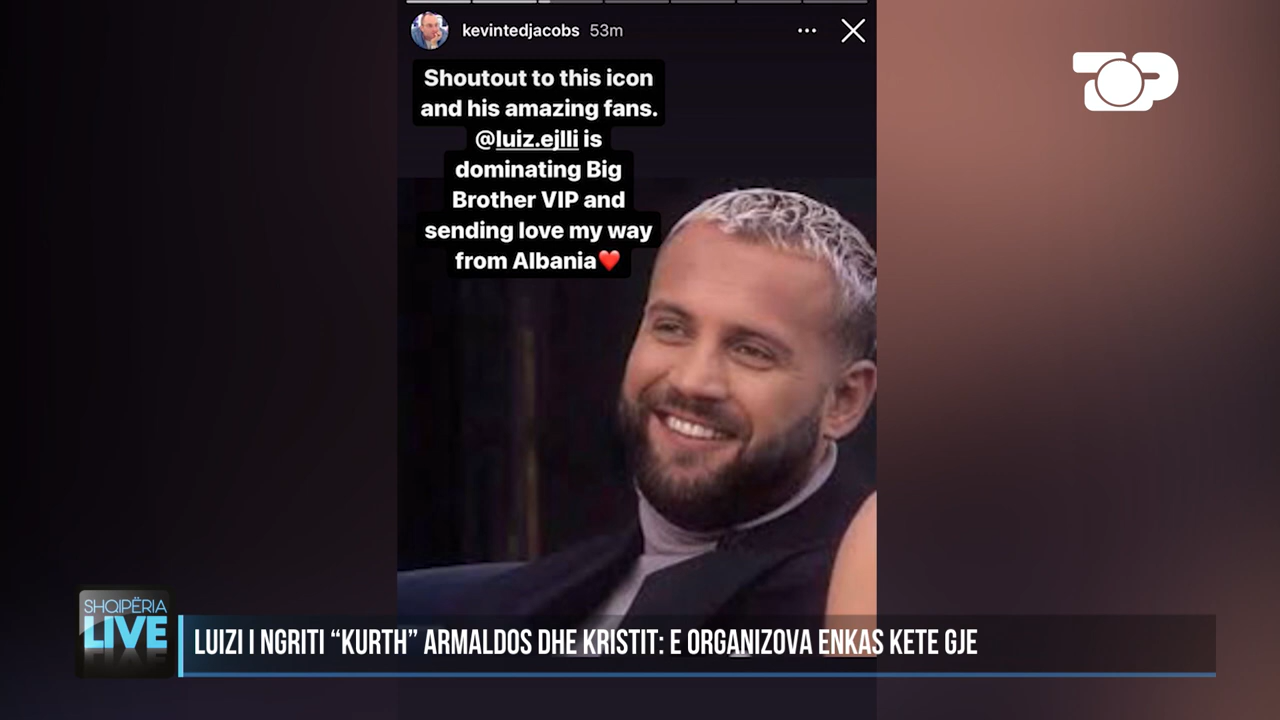 kevintedjacobs 53m
Shoutout to this icon
and his amazing fans.
@luiz.ejlli is
dominating Big
Brother VIP and
sending love my way
from Albania❤️
TOP
SHQIPËRIA
LIVE
LUIZI I NGRITI “KURTH” ARMALDOS DHE KRISTIT: E ORGANIZOVA ENKAS KETE GJE